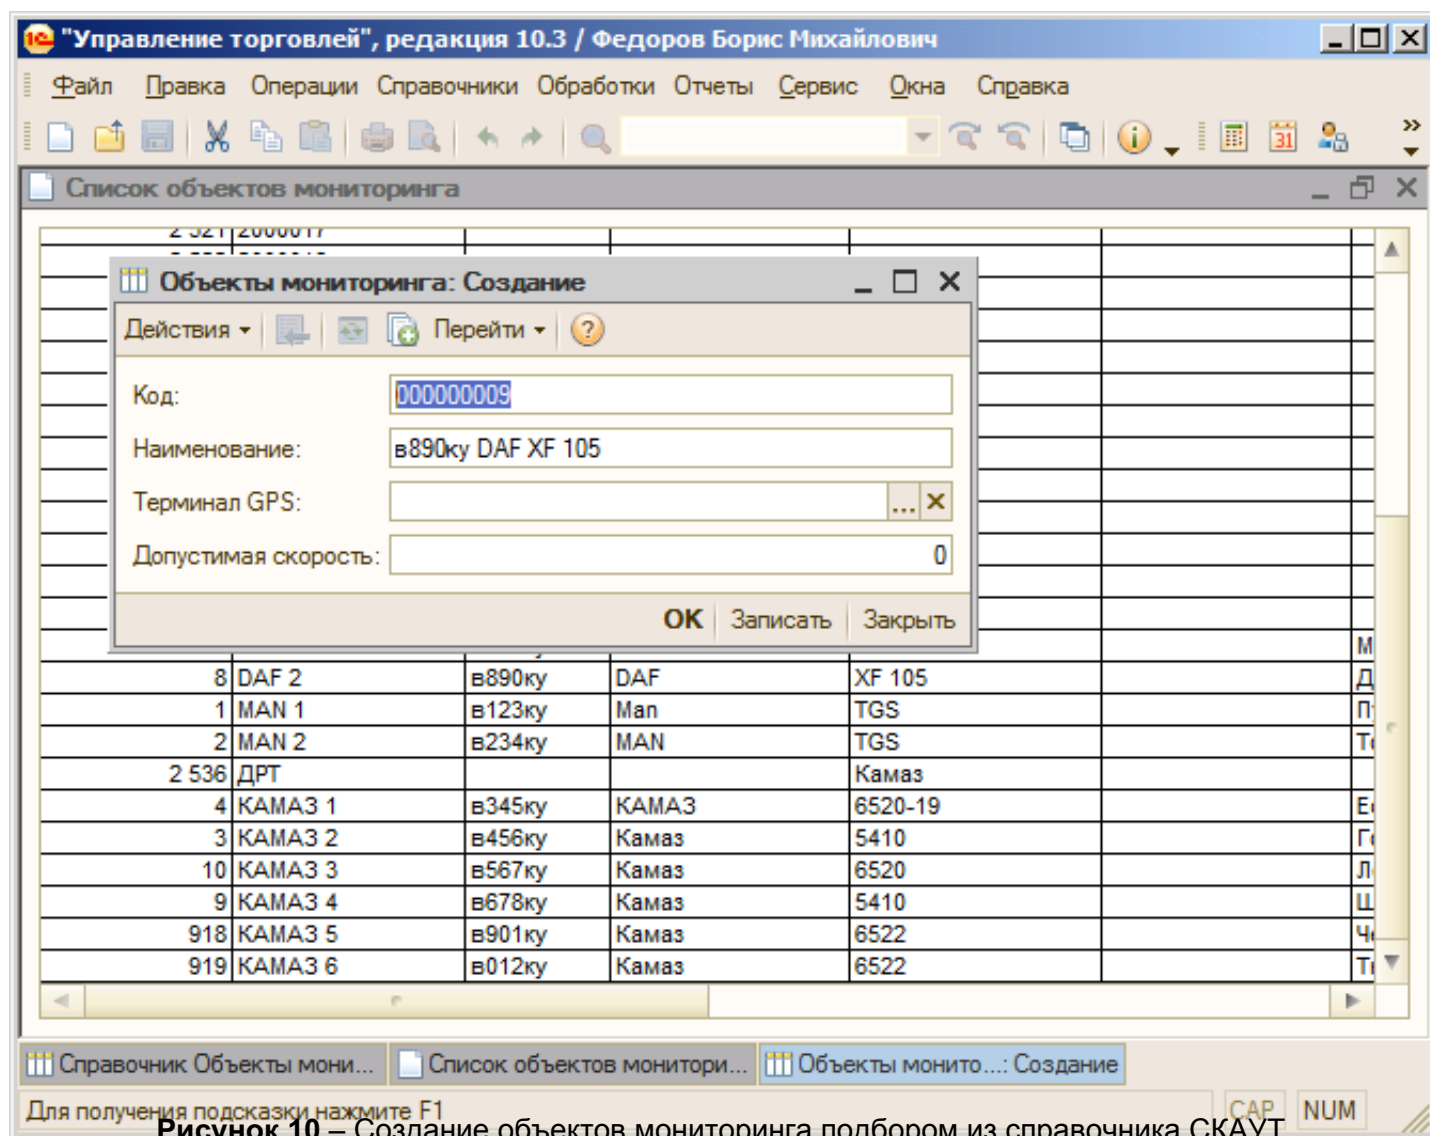 "Управление торговлей", редакция 10.3 / Федоров Борис Михайлович
Файл Правка Операции Справочники Обработки Отчеты Сервис Окна Справка
Список объектов мониторинга
2 521 2000017
Объекты мониторинга: Создание
Действия Перейти
Код: 000000009
Наименование: в890ку DAF XF 105
Терминал GPS:
Допустимая скорость: 0
OK Записать Закрыть
8 DAF 2 в890ку DAF XF 105
1 MAN 1 в123ку Man TGS
2 MAN 2 в234ку MAN TGS
2 536 ДРТ Камаз
4 КАМАЗ 1 в345ку КАМАЗ 6520-19
3 КАМАЗ 2 в456ку Камаз 5410
10 КАМАЗ 3 в567ку Камаз 6520
9 КАМАЗ 4 в678ку Камаз 5410
918 КАМАЗ 5 в901ку Камаз 6522
919 КАМАЗ 6 в012ку Камаз 6522
Справочник Объекты мони... Список объектов монитори... Объекты монито...: Создание
Для получения подсказки нажмите F1 CAP NUM
Рисунок 10 – Создание объектов мониторинга подбором из справочника СКАУТ